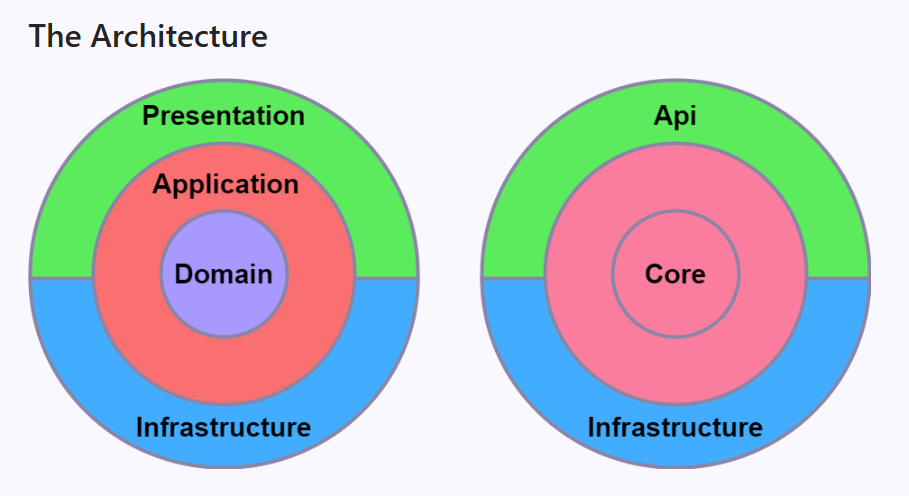 The Architecture
Presentation
Application
Domain
Infrastructure
Api
Core
Infrastructure